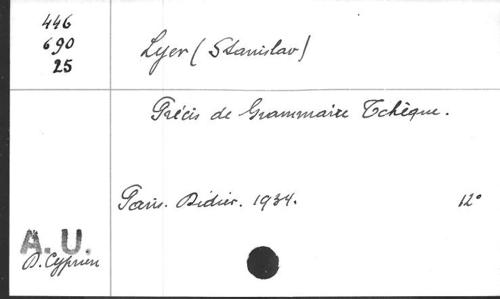 446
690
25
Lyer (Stanislav)
Précis de Grammaire Tchèque.
Paris. Didier. 1934. 12°
A. U.
D. Cyprien